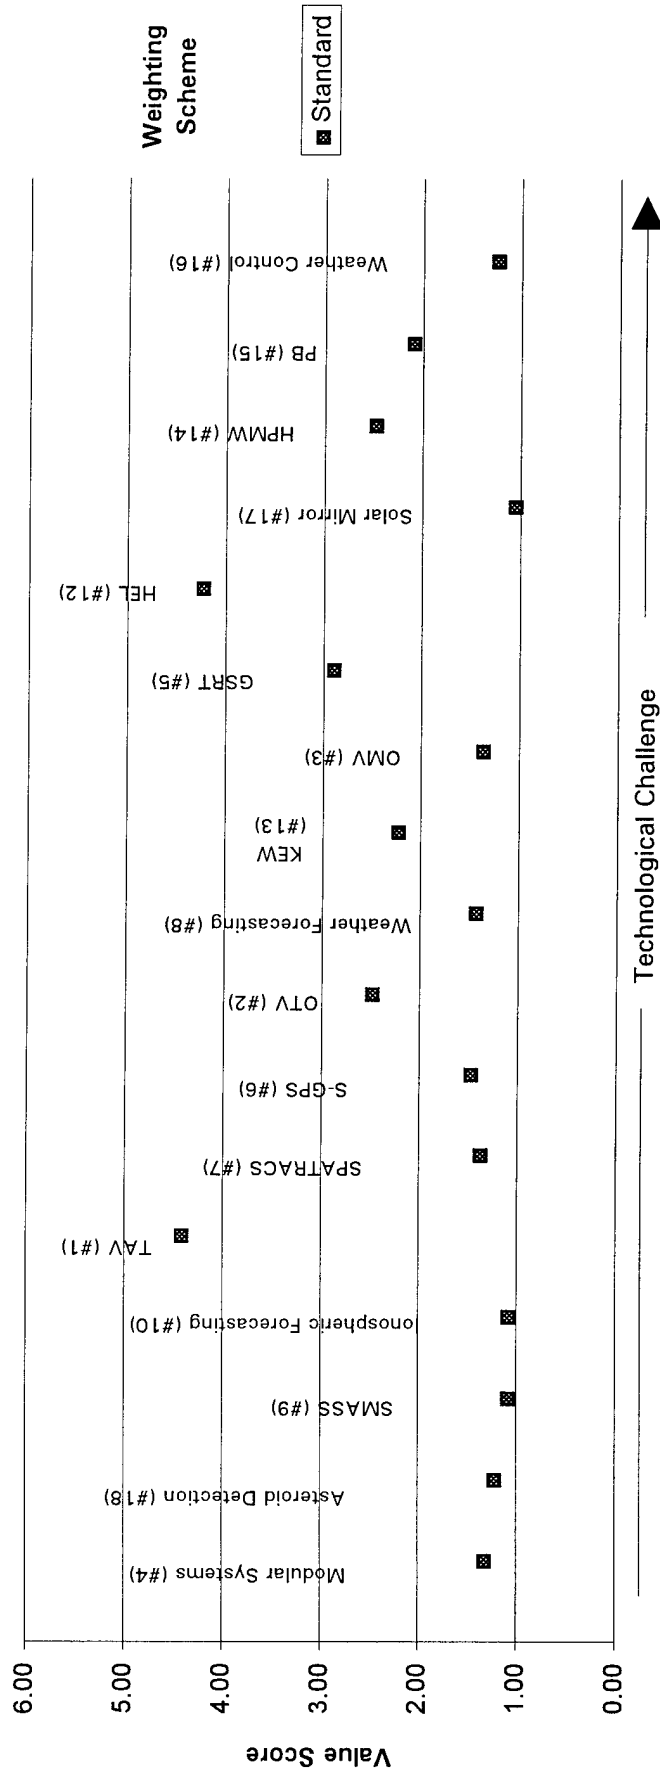 Weighting
Scheme
Standard
6.00
5.00
4.00
3.00
2.00
1.00
0.00
Value Score
Modular Systems (#4)
Asteroid Detection (#18)
SMASS (#9)
Ionospheric Forecasting (#10)
TAV (#1)
SPATRACS (#7)
S-GPS (#6)
OTV (#2)
Weather Forecasting (#8)
KEW
(#13)
OMV (#3)
GSRT (#5)
HEL (#12)
Solar Mirror (#17)
HPMW (#14)
PB (#15)
Weather Control (#16)
Technological Challenge